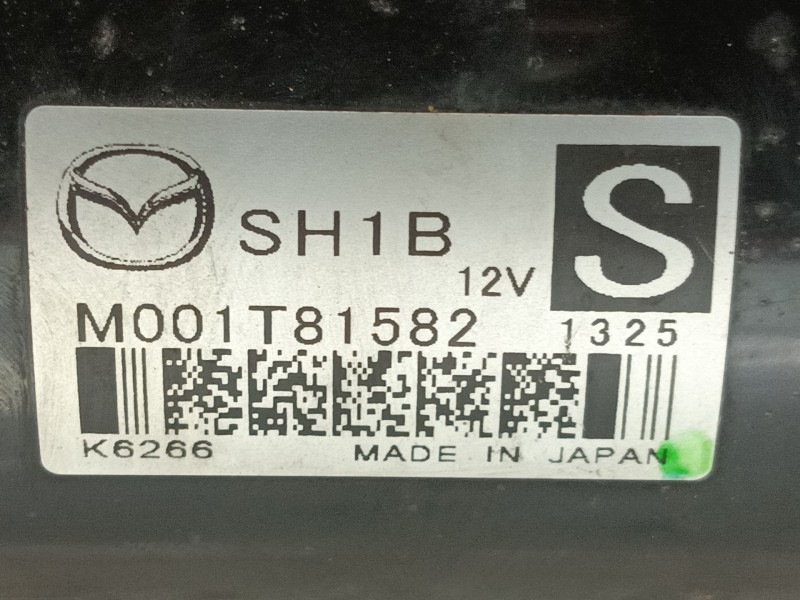 SH1B
S
12V
M001T81582
1325
K6266
MADE IN JAPAN